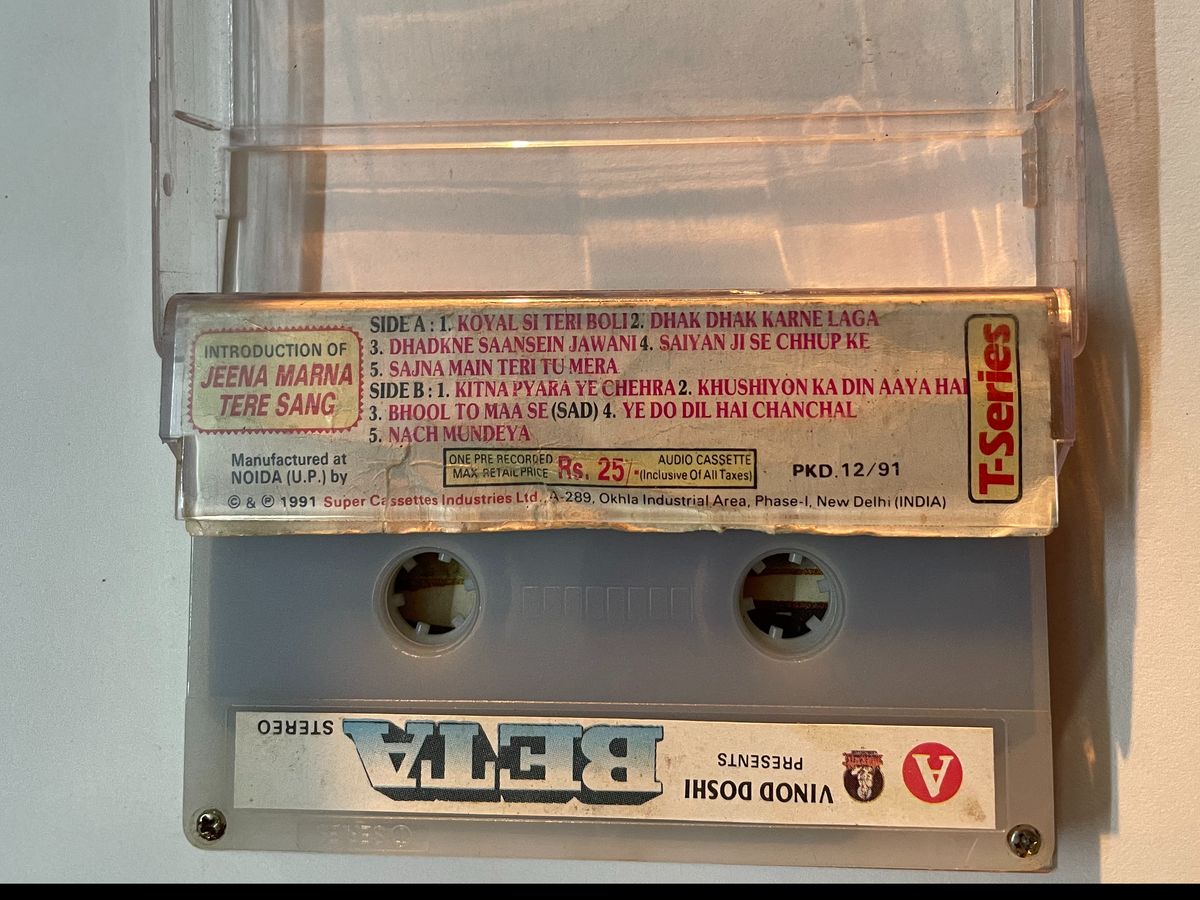 INTRODUCTION OF
JEENA MARNA
TERE SANG
SIDE A : 1. KOYAL SI TERI BOLI 2. DHAK DHAK KARNE LAGA
3. DHADKNE SAANSEIN JAWANI 4. SAIYAN JI SE CHHUP KE
5. SAJNA MAIN TERI TU MERA
SIDE B : 1. KITNA PYARA YE CHEHRA 2. KHUSHIYON KA DIN AAYA HAI
3. BHOOL TO MAA SE (SAD) 4. YE DO DIL HAI CHANCHAL
5. NACH MUNDEYA
T-Series
Manufactured at
NOIDA (U.P.) by
ONE PRE RECORDED
MAX RETAIL PRICE
Rs. 25/-
AUDIO CASSETTE
(Inclusive Of All Taxes)
PKD. 12/91
© & ℗ 1991 Super Cassettes Industries Ltd., A-289, Okhla Industrial Area, Phase-I, New Delhi (INDIA)
A
VINOD DOSHI
PRESENTS
BETA
STEREO